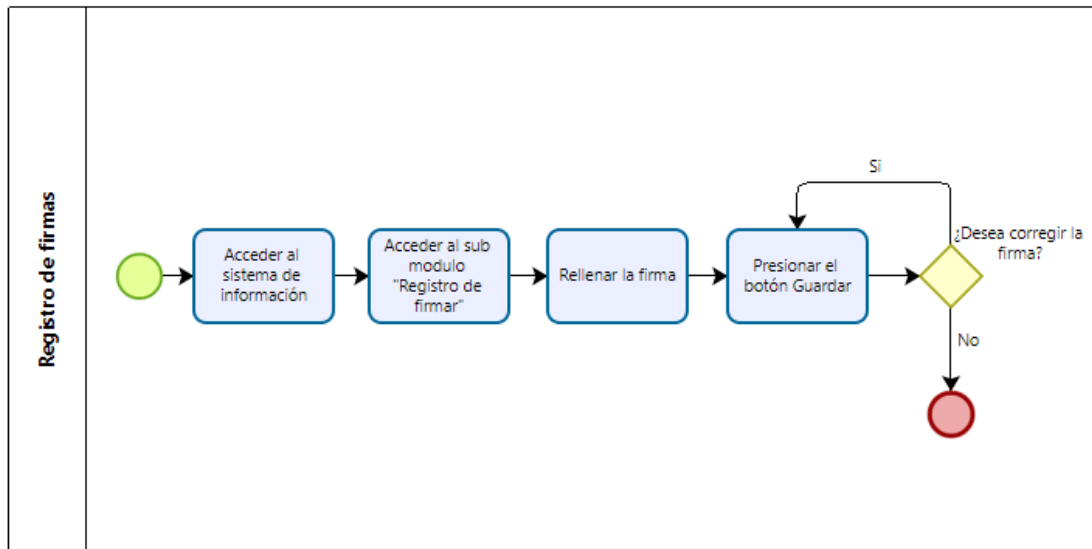 Registro de firmas
Acceder al
sistema de
información
Acceder al sub
modulo
"Registro de
firmar"
Rellenar la firma
Presionar el
botón Guardar
Si
¿Desea corregir la
firma?
No